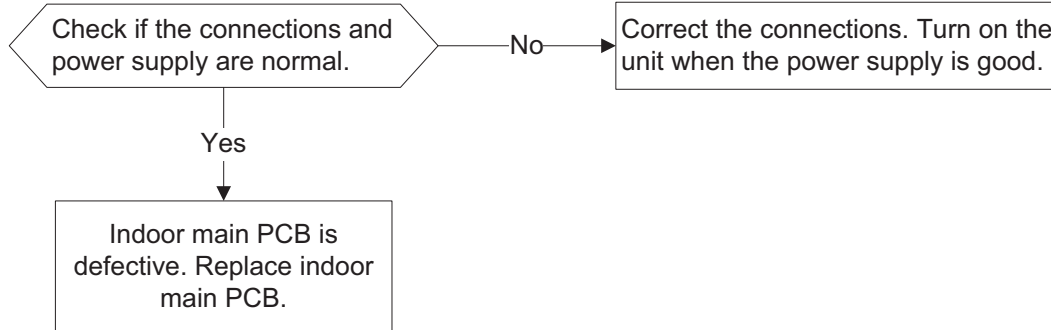 Check if the connections and
power supply are normal.
No
Correct the connections. Turn on the
unit when the power supply is good.
Yes
Indoor main PCB is
defective. Replace indoor
main PCB.